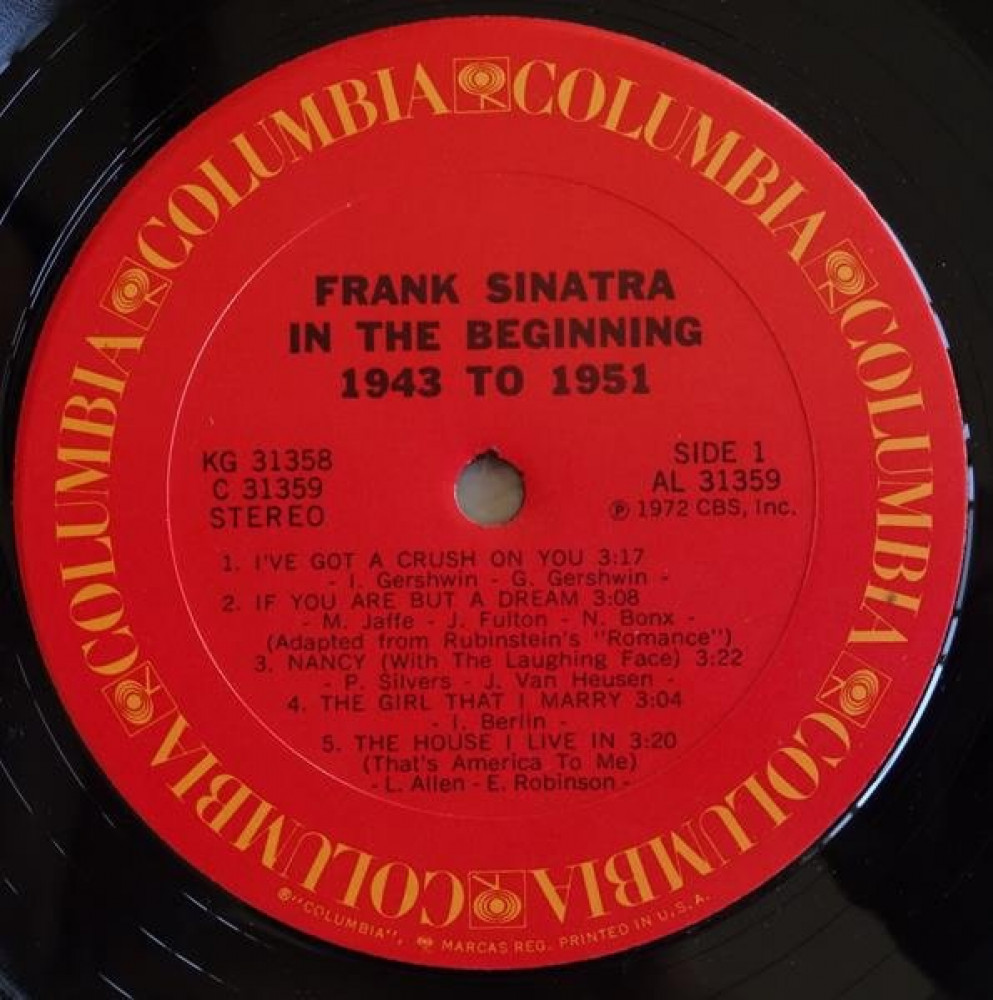 COLUMBIA COLUMBIA COLUMBIA COLUMBIA COLUMBIA COLUMBIA COLUMBIA COLUMBIA
FRANK SINATRA
IN THE BEGINNING
1943 TO 1951
KG 31358
C 31359
STEREO
SIDE 1
AL 31359
℗ 1972 CBS, Inc.
1. I'VE GOT A CRUSH ON YOU 3:17
- I. Gershwin - G. Gershwin -
2. IF YOU ARE BUT A DREAM 3:08
- M. Jaffe - J. Fulton - N. Bonx -
(Adapted from Rubinstein's "Romance")
3. NANCY (With The Laughing Face) 3:22
- P. Silvers - J. Van Heusen -
4. THE GIRL THAT I MARRY 3:04
- I. Berlin -
5. THE HOUSE I LIVE IN 3:20
(That's America To Me)
- L. Allen - E. Robinson -
®"COLUMBIA", MARCAS REG. PRINTED IN U.S.A.